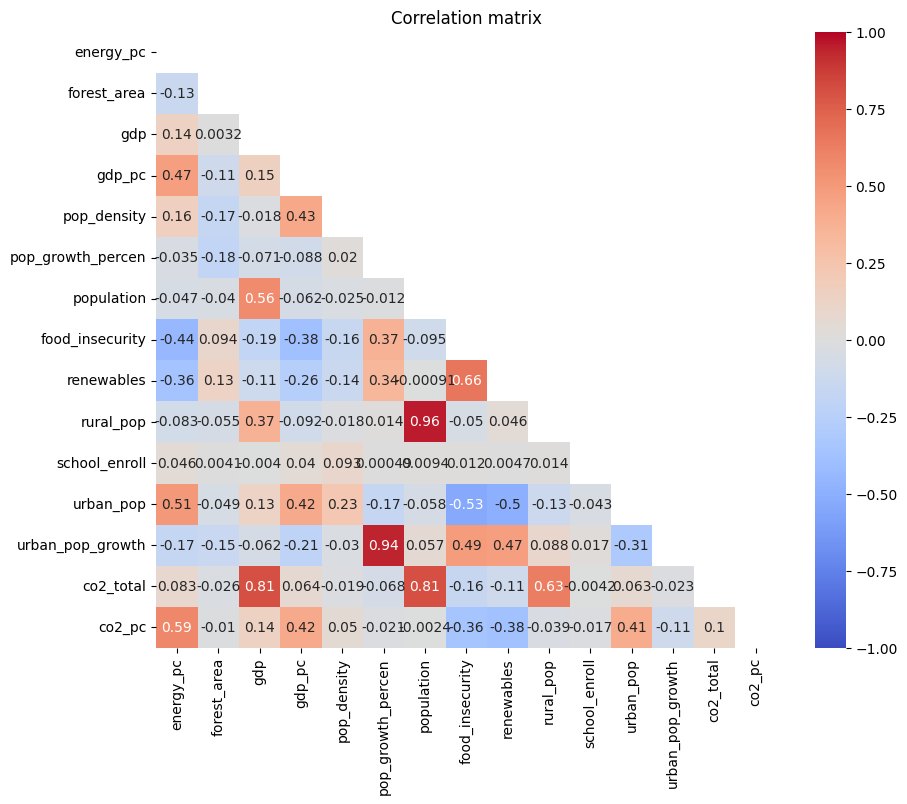 Correlation matrix
energy_pc
forest_area -0.13
gdp 0.14 0.0032
gdp_pc 0.47 -0.11 0.15
pop_density 0.16 -0.17 -0.018 0.43
pop_growth_percen -0.035 -0.18 -0.071 -0.088 0.02
population -0.047 -0.04 0.56 -0.062 -0.025 -0.012
food_insecurity -0.44 0.094 -0.19 -0.38 -0.16 0.37 -0.095
renewables -0.36 0.13 -0.11 -0.26 -0.14 0.34 0.66
rural_pop -0.083 -0.055 0.37 -0.092 -0.018 0.014 0.96 -0.05 0.046
school_enroll 0.046 0.0041 -0.004 0.04 0.093 0.012 0.014
urban_pop 0.51 -0.049 0.13 0.42 0.23 -0.17 -0.058 -0.53 -0.5 -0.13 -0.043
urban_pop_growth -0.17 -0.15 -0.062 -0.21 -0.03 0.94 0.057 0.49 0.47 0.088 0.017 -0.31
co2_total 0.083 -0.026 0.81 0.064 -0.019 -0.068 0.81 -0.16 -0.11 0.63 -0.0042 0.063 -0.023
co2_pc 0.59 -0.01 0.14 0.42 0.05 -0.021 -0.36 -0.38 -0.039 -0.017 0.41 -0.11 0.1
energy_pc forest_area gdp gdp_pc pop_density pop_growth_percen population food_insecurity renewables rural_pop school_enroll urban_pop urban_pop_growth co2_total co2_pc
1.00
0.75
0.50
0.25
0.00
−0.25
−0.50
−0.75
−1.00